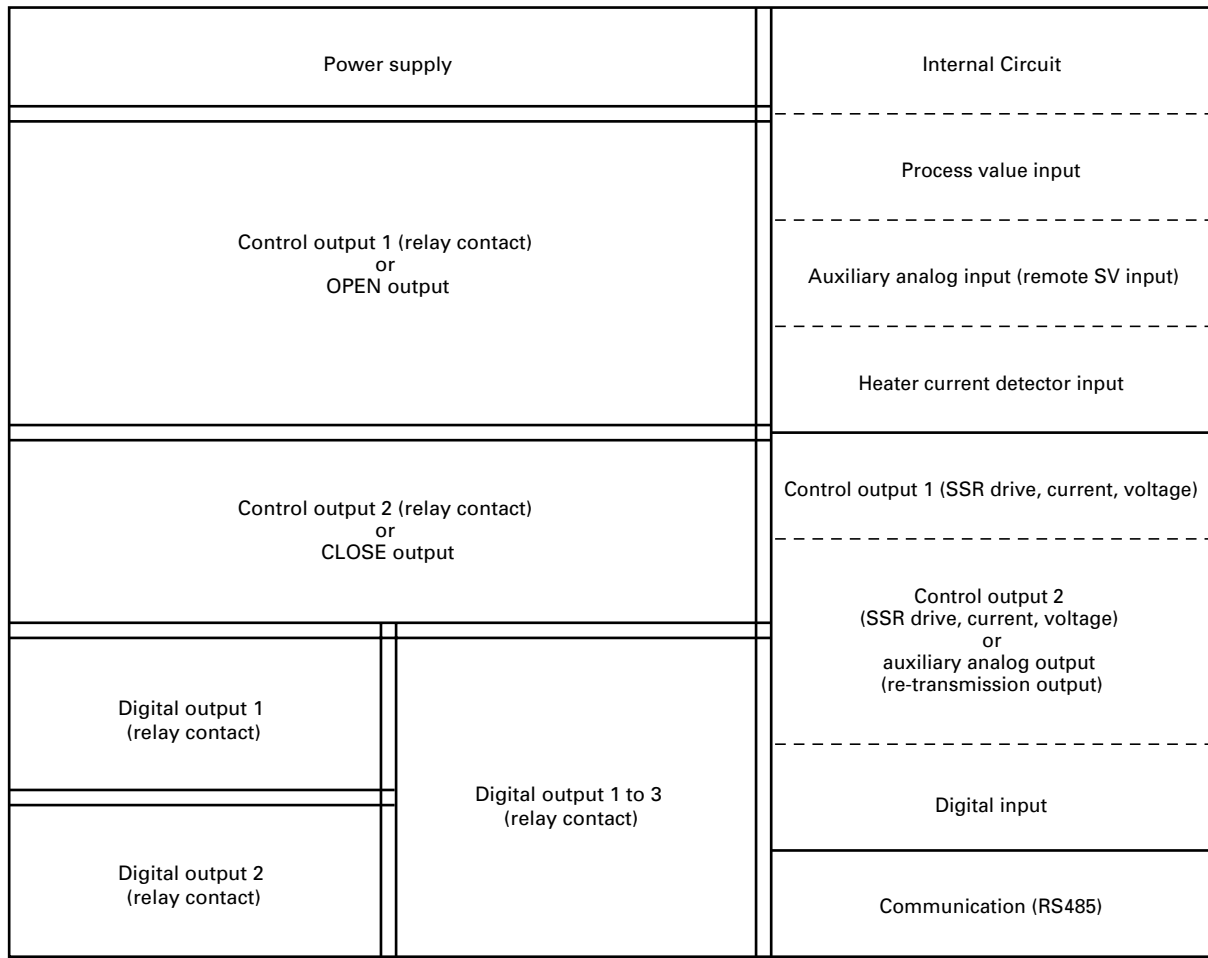 Power supply
Control output 1 (relay contact)
or
OPEN output
Control output 2 (relay contact)
or
CLOSE output
Digital output 1
(relay contact)
Digital output 2
(relay contact)
Digital output 1 to 3
(relay contact)
Internal Circuit
Process value input
Auxiliary analog input (remote SV input)
Heater current detector input
Control output 1 (SSR drive, current, voltage)
Control output 2
(SSR drive, current, voltage)
or
auxiliary analog output
(re-transmission output)
Digital input
Communication (RS485)